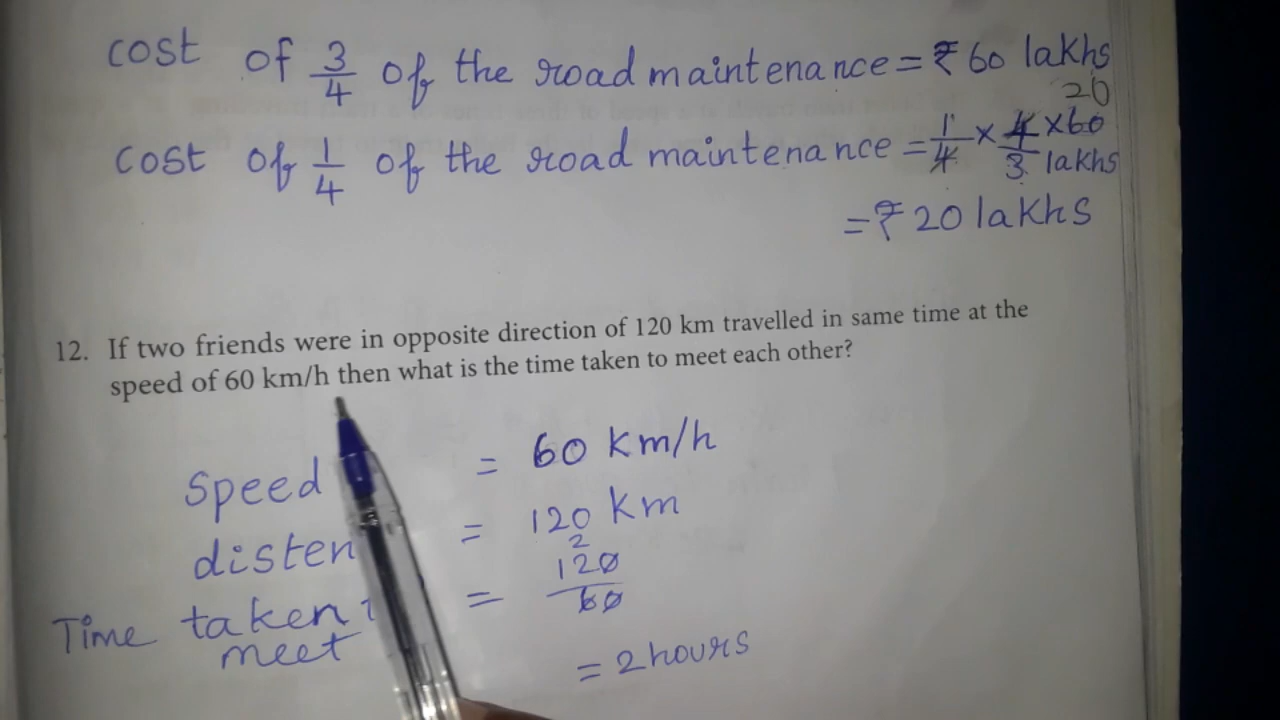 cost of 3/4 of the road maintenance = ₹60 lakhs
20
cost of 1/4 of the road maintenance = 1/4 × 4/3 × 60 lakhs
= ₹20 lakhs
12. If two friends were in opposite direction of 120 km travelled in same time at the
speed of 60 km/h then what is the time taken to meet each other?
Speed = 60 km/h
disten = 120 km
2
Time taken = 120/60
meet
= 2 hours